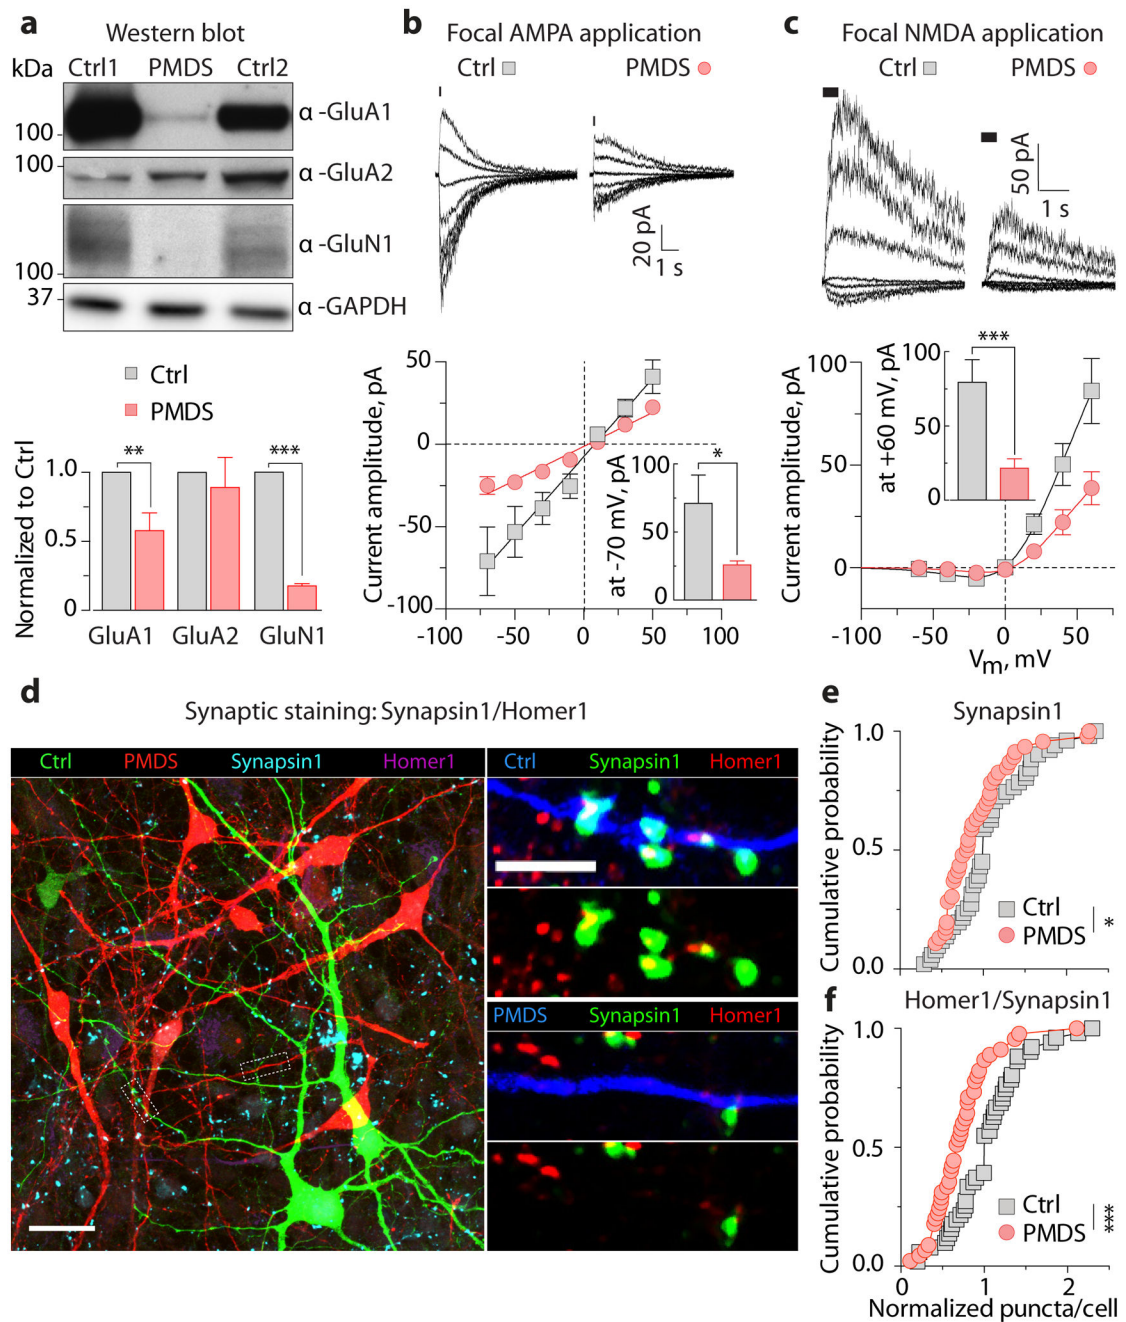 a
Western blot
kDa Ctrl1 PMDS Ctrl2
100 α-GluA1
100 α-GluA2
α-GluN1
100
37 α-GAPDH
Ctrl
PMDS
Normalized to Ctrl
1.0
0.5
0
** ***
GluA1 GluA2 GluN1
b
Focal AMPA application
Ctrl PMDS
20 pA
1 s
Current amplitude, pA
50
0
-50
-100
-100 -50 0 50 100
at -70 mV, pA
100
50
0
*
c
Focal NMDA application
Ctrl PMDS
50 pA
1 s
Current amplitude, pA
100
50
0
-100 -50 0 50
Vm, mV
at +60 mV, pA
100
50
0
***
d
Synaptic staining: Synapsin1/Homer1
Ctrl PMDS Synapsin1 Homer1
Ctrl Synapsin1 Homer1
PMDS Synapsin1 Homer1
e
Synapsin1
Cumulative probability
1.0
0.5
0.0
Ctrl
PMDS
*
f
Homer1/Synapsin1
Cumulative probability
1.0
0.5
0.0
Ctrl
PMDS
***
0 1 2
Normalized puncta/cell